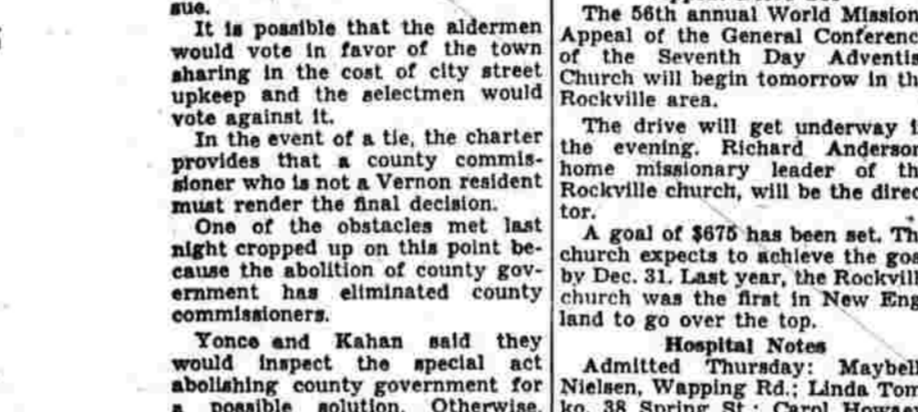 sue.
It is possible that the aldermen
would vote in favor of the town
sharing in the cost of city street
upkeep and the selectmen would
vote against it.
In the event of a tie, the charter
provides that a county commis-
sioner who is not a Vernon resident
must render the final decision.
One of the obstacles met last
night cropped up on this point be-
cause the abolition of county gov-
ernment has eliminated county
commissioners.
Yonce and Kahan said they
would inspect the special act
abolishing county government for
a possible solution. Otherwise,
The 56th annual World Mission
Appeal of the General Conferenc
of the Seventh Day Adventis
Church will begin tomorrow in th
Rockville area.
The drive will get underway i
the evening. Richard Anderson
home missionary leader of th
Rockville church, will be the direc
tor.
A goal of $675 has been set. Th
church expects to achieve the goa
by Dec. 31. Last year, the Rockvill
church was the first in New Eng
land to go over the top.
Hospital Notes
Admitted Thursday: Maybell
Nielsen, Wapping Rd.; Linda Tom
ko, 38 Spring St.; Carol Howar